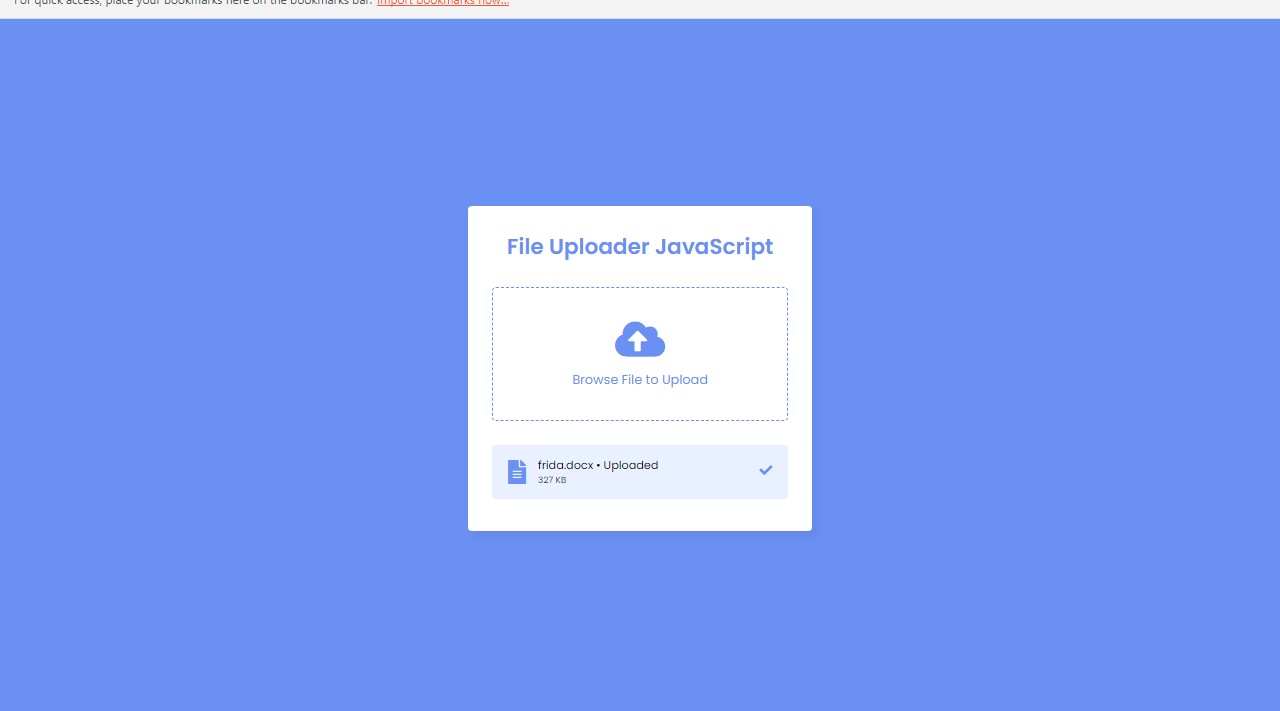 For quick access, place your bookmarks here on the bookmarks bar. Import bookmarks now...
File Uploader JavaScript
Browse File to Upload
frida.docx • Uploaded
327 KB